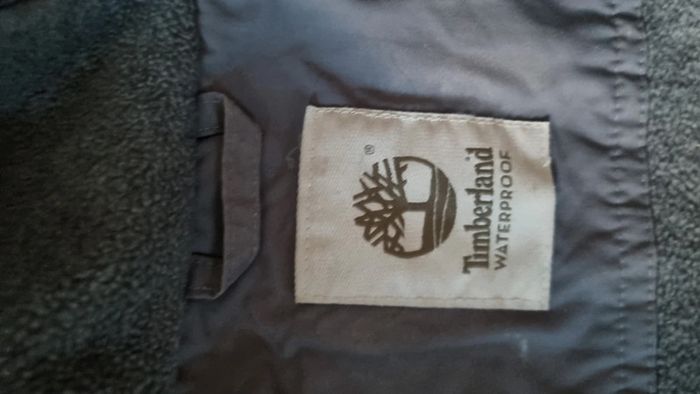 ®
Timberland
WATERPROOF